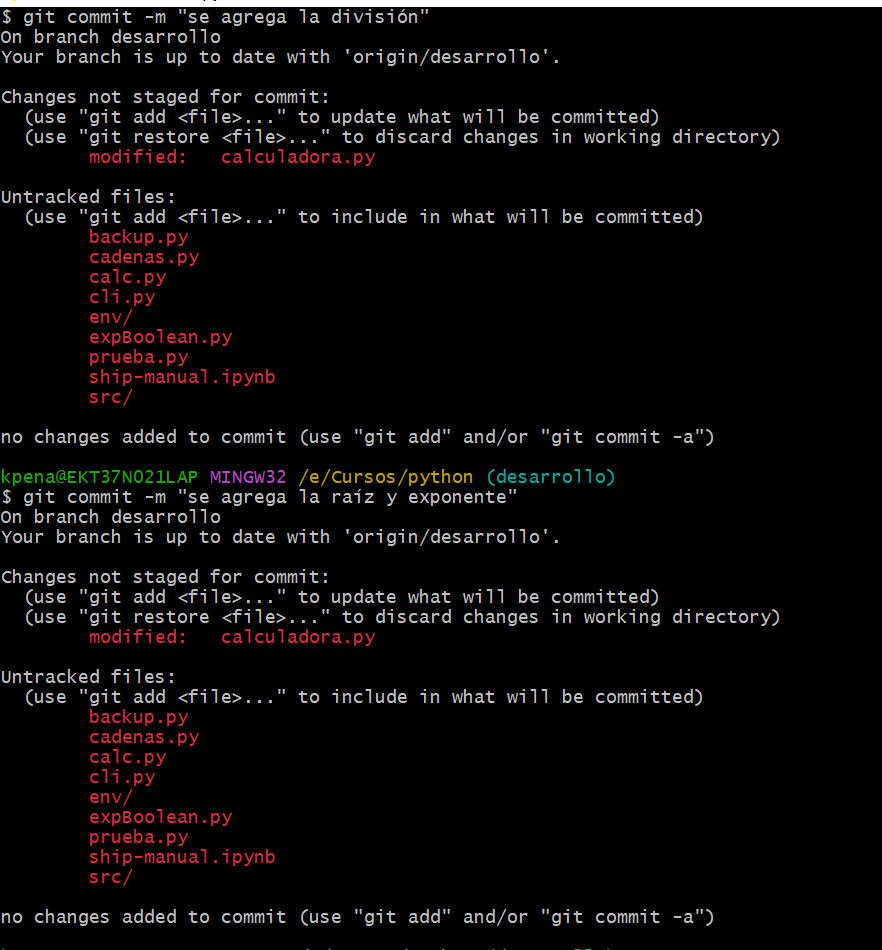 $ git commit -m "se agrega la división"
On branch desarrollo
Your branch is up to date with 'origin/desarrollo'.
Changes not staged for commit:
(use "git add <file>..." to update what will be committed)
(use "git restore <file>..." to discard changes in working directory)
modified: calculadora.py
Untracked files:
(use "git add <file>..." to include in what will be committed)
backup.py
cadenas.py
calc.py
cli.py
env/
expBoolean.py
prueba.py
ship-manual.ipynb
src/
no changes added to commit (use "git add" and/or "git commit -a")
kpena@EKT37N021LAP MINGW32 /e/Cursos/python (desarrollo)
$ git commit -m "se agrega la raíz y exponente"
On branch desarrollo
Your branch is up to date with 'origin/desarrollo'.
Changes not staged for commit:
(use "git add <file>..." to update what will be committed)
(use "git restore <file>..." to discard changes in working directory)
modified: calculadora.py
Untracked files:
(use "git add <file>..." to include in what will be committed)
backup.py
cadenas.py
calc.py
cli.py
env/
expBoolean.py
prueba.py
ship-manual.ipynb
src/
no changes added to commit (use "git add" and/or "git commit -a")